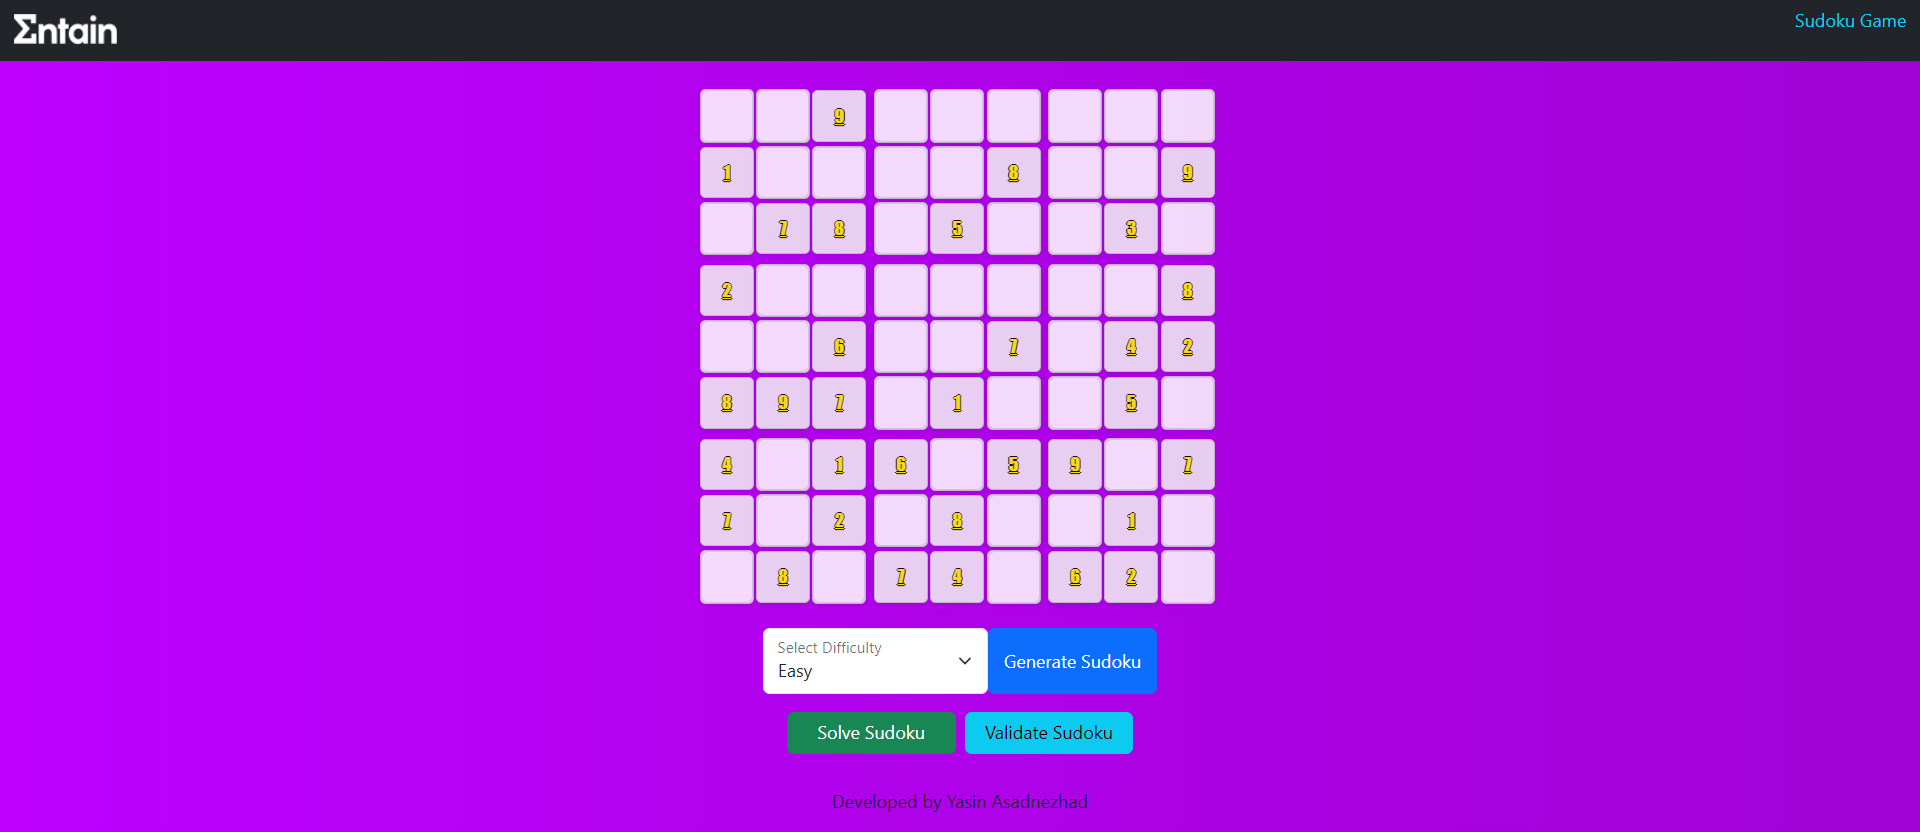 Σntain
Sudoku Game
9
1 8 9
7 8 5 3
2 8
6 7 4 2
8 9 7 1 5
4 1 6 5 9 7
7 2 8 1
8 7 4 6 2
Select Difficulty
Easy
Generate Sudoku
Solve Sudoku
Validate Sudoku
Developed by Yasin Asadnezhad